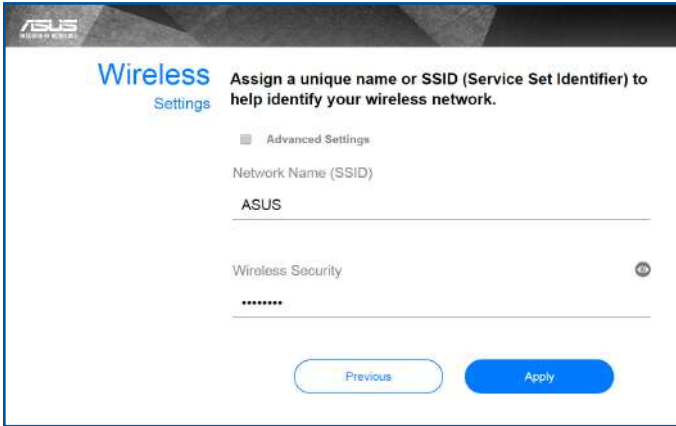 ASUS
Wireless
Settings
Assign a unique name or SSID (Service Set Identifier) to
help identify your wireless network.
Advanced Settings
Network Name (SSID)
ASUS
Wireless Security
••••••••
Previous
Apply